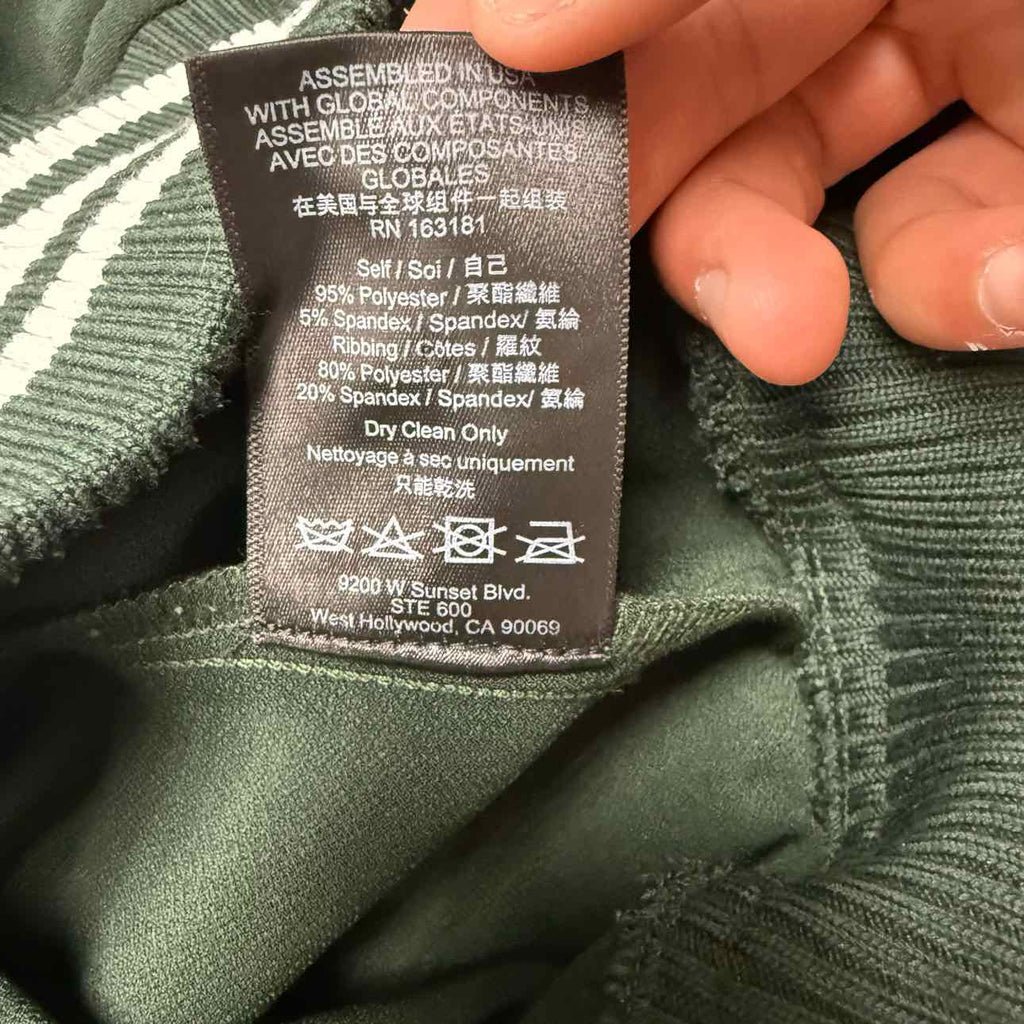 ASSEMBLED IN USA
WITH GLOBAL COMPONENTS
ASSEMBLE AUX ETATS-UNIS
AVEC DES COMPOSANTES
GLOBALES
在美国与全球组件一起组装
RN 163181
Self / Soi / 自己
95% Polyester / 聚酯纖維
5% Spandex / Spandex/ 氨綸
Ribbing / Côtes / 羅紋
80% Polyester / 聚酯纖維
20% Spandex / Spandex/ 氨綸
Dry Clean Only
Nettoyage à sec uniquement
只能乾洗
9200 W Sunset Blvd.
STE 600
West Hollywood, CA 90069